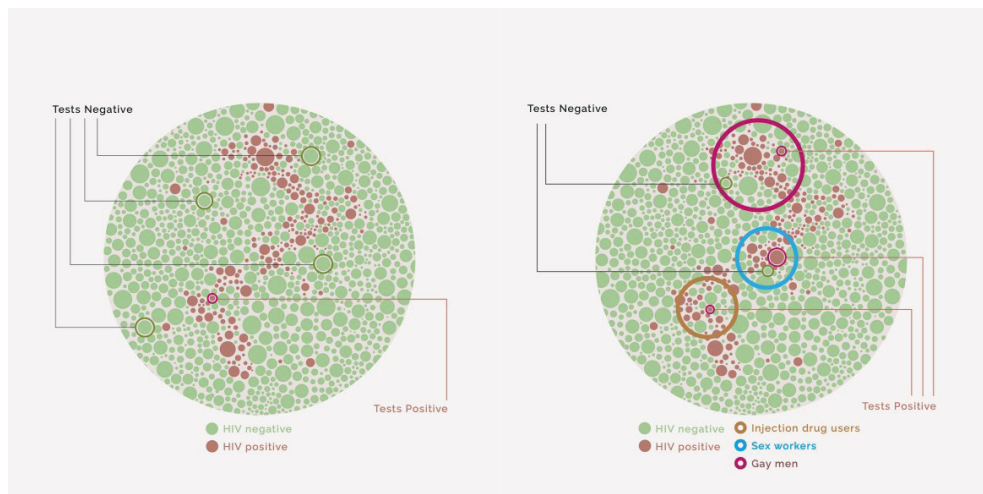 Tests Negative
Tests Positive
HIV negative
HIV positive
Tests Negative
Tests Positive
HIV negative
HIV positive
Injection drug users
Sex workers
Gay men